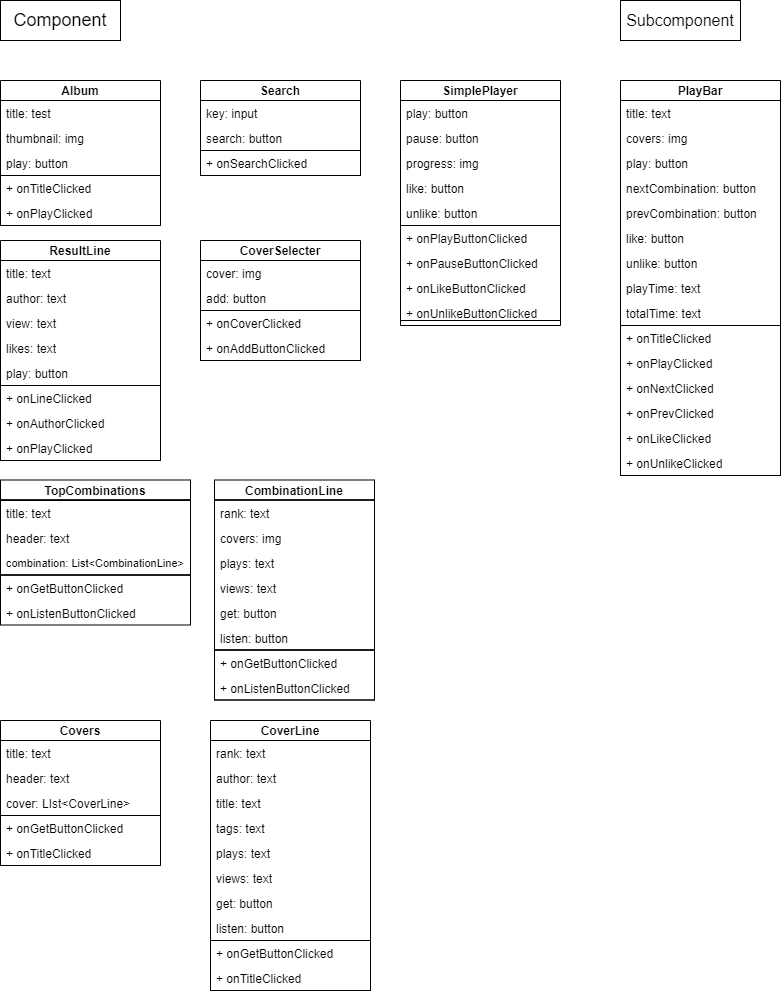 Component
Subcomponent
Album
title: test
thumbnail: img
play: button
+ onTitleClicked
+ onPlayClicked
Search
key: input
search: button
+ onSearchClicked
SimplePlayer
play: button
pause: button
progress: img
like: button
unlike: button
+ onPlayButtonClicked
+ onPauseButtonClicked
+ onLikeButtonClicked
+ onUnlikeButtonClicked
PlayBar
title: text
covers: img
play: button
nextCombination: button
prevCombination: button
like: button
unlike: button
playTime: text
totalTime: text
+ onTitleClicked
+ onPlayClicked
+ onNextClicked
+ onPrevClicked
+ onLikeClicked
+ onUnlikeClicked
ResultLine
title: text
author: text
view: text
likes: text
play: button
+ onLineClicked
+ onAuthorClicked
+ onPlayClicked
CoverSelecter
cover: img
add: button
+ onCoverClicked
+ onAddButtonClicked
TopCombinations
title: text
header: text
combination: List<CombinationLine>
+ onGetButtonClicked
+ onListenButtonClicked
CombinationLine
rank: text
covers: img
plays: text
views: text
get: button
listen: button
+ onGetButtonClicked
+ onListenButtonClicked
Covers
title: text
header: text
cover: LIst<CoverLine>
+ onGetButtonClicked
+ onTitleClicked
CoverLine
rank: text
author: text
title: text
tags: text
plays: text
views: text
get: button
listen: button
+ onGetButtonClicked
+ onTitleClicked